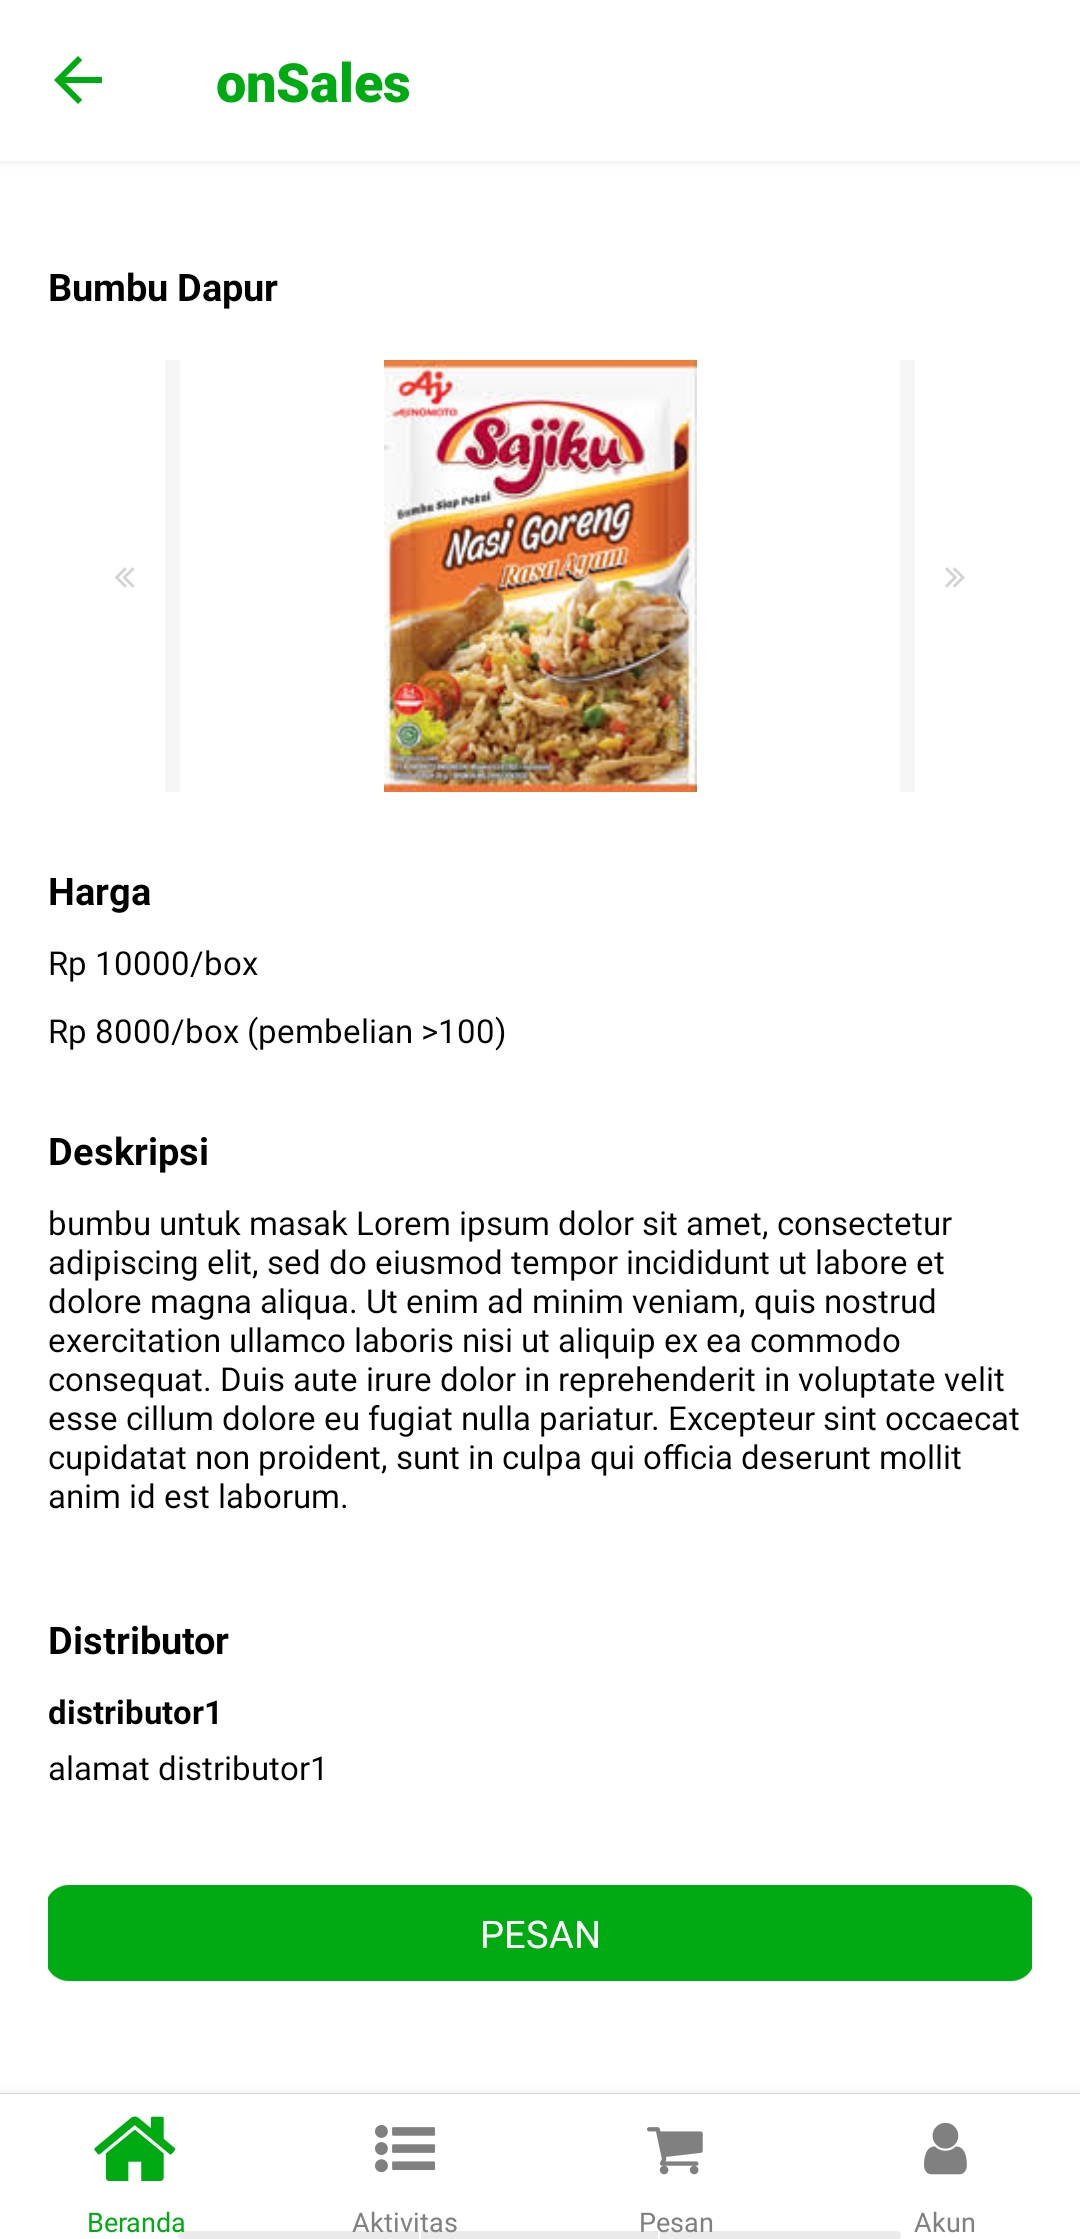 onSales
Bumbu Dapur
Aj
AJINOMOTO
Sajiku
Bumbu Siap Pakai
Nasi Goreng
Rasa Ayam
Harga
Rp 10000/box
Rp 8000/box (pembelian >100)
Deskripsi
bumbu untuk masak Lorem ipsum dolor sit amet, consectetur
adipiscing elit, sed do eiusmod tempor incididunt ut labore et
dolore magna aliqua. Ut enim ad minim veniam, quis nostrud
exercitation ullamco laboris nisi ut aliquip ex ea commodo
consequat. Duis aute irure dolor in reprehenderit in voluptate velit
esse cillum dolore eu fugiat nulla pariatur. Excepteur sint occaecat
cupidatat non proident, sunt in culpa qui officia deserunt mollit
anim id est laborum.
Distributor
distributor1
alamat distributor1
PESAN
Beranda
Aktivitas
Pesan
Akun